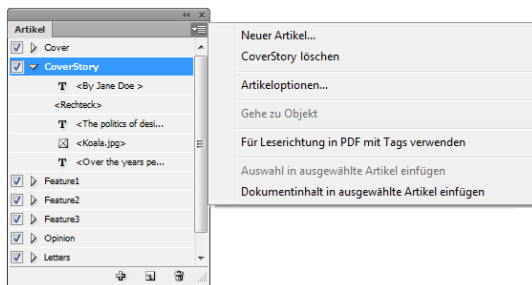 Artikel
Cover
CoverStory
T <By Jane Doe >
<Rechteck>
T <The politics of desi...
<Koala.jpg>
T <Over the years pe...
Feature1
Feature2
Feature3
Opinion
Letters
Neuer Artikel...
CoverStory löschen
Artikeloptionen...
Gehe zu Objekt
Für Leserichtung in PDF mit Tags verwenden
Auswahl in ausgewählte Artikel einfügen
Dokumentinhalt in ausgewählte Artikel einfügen